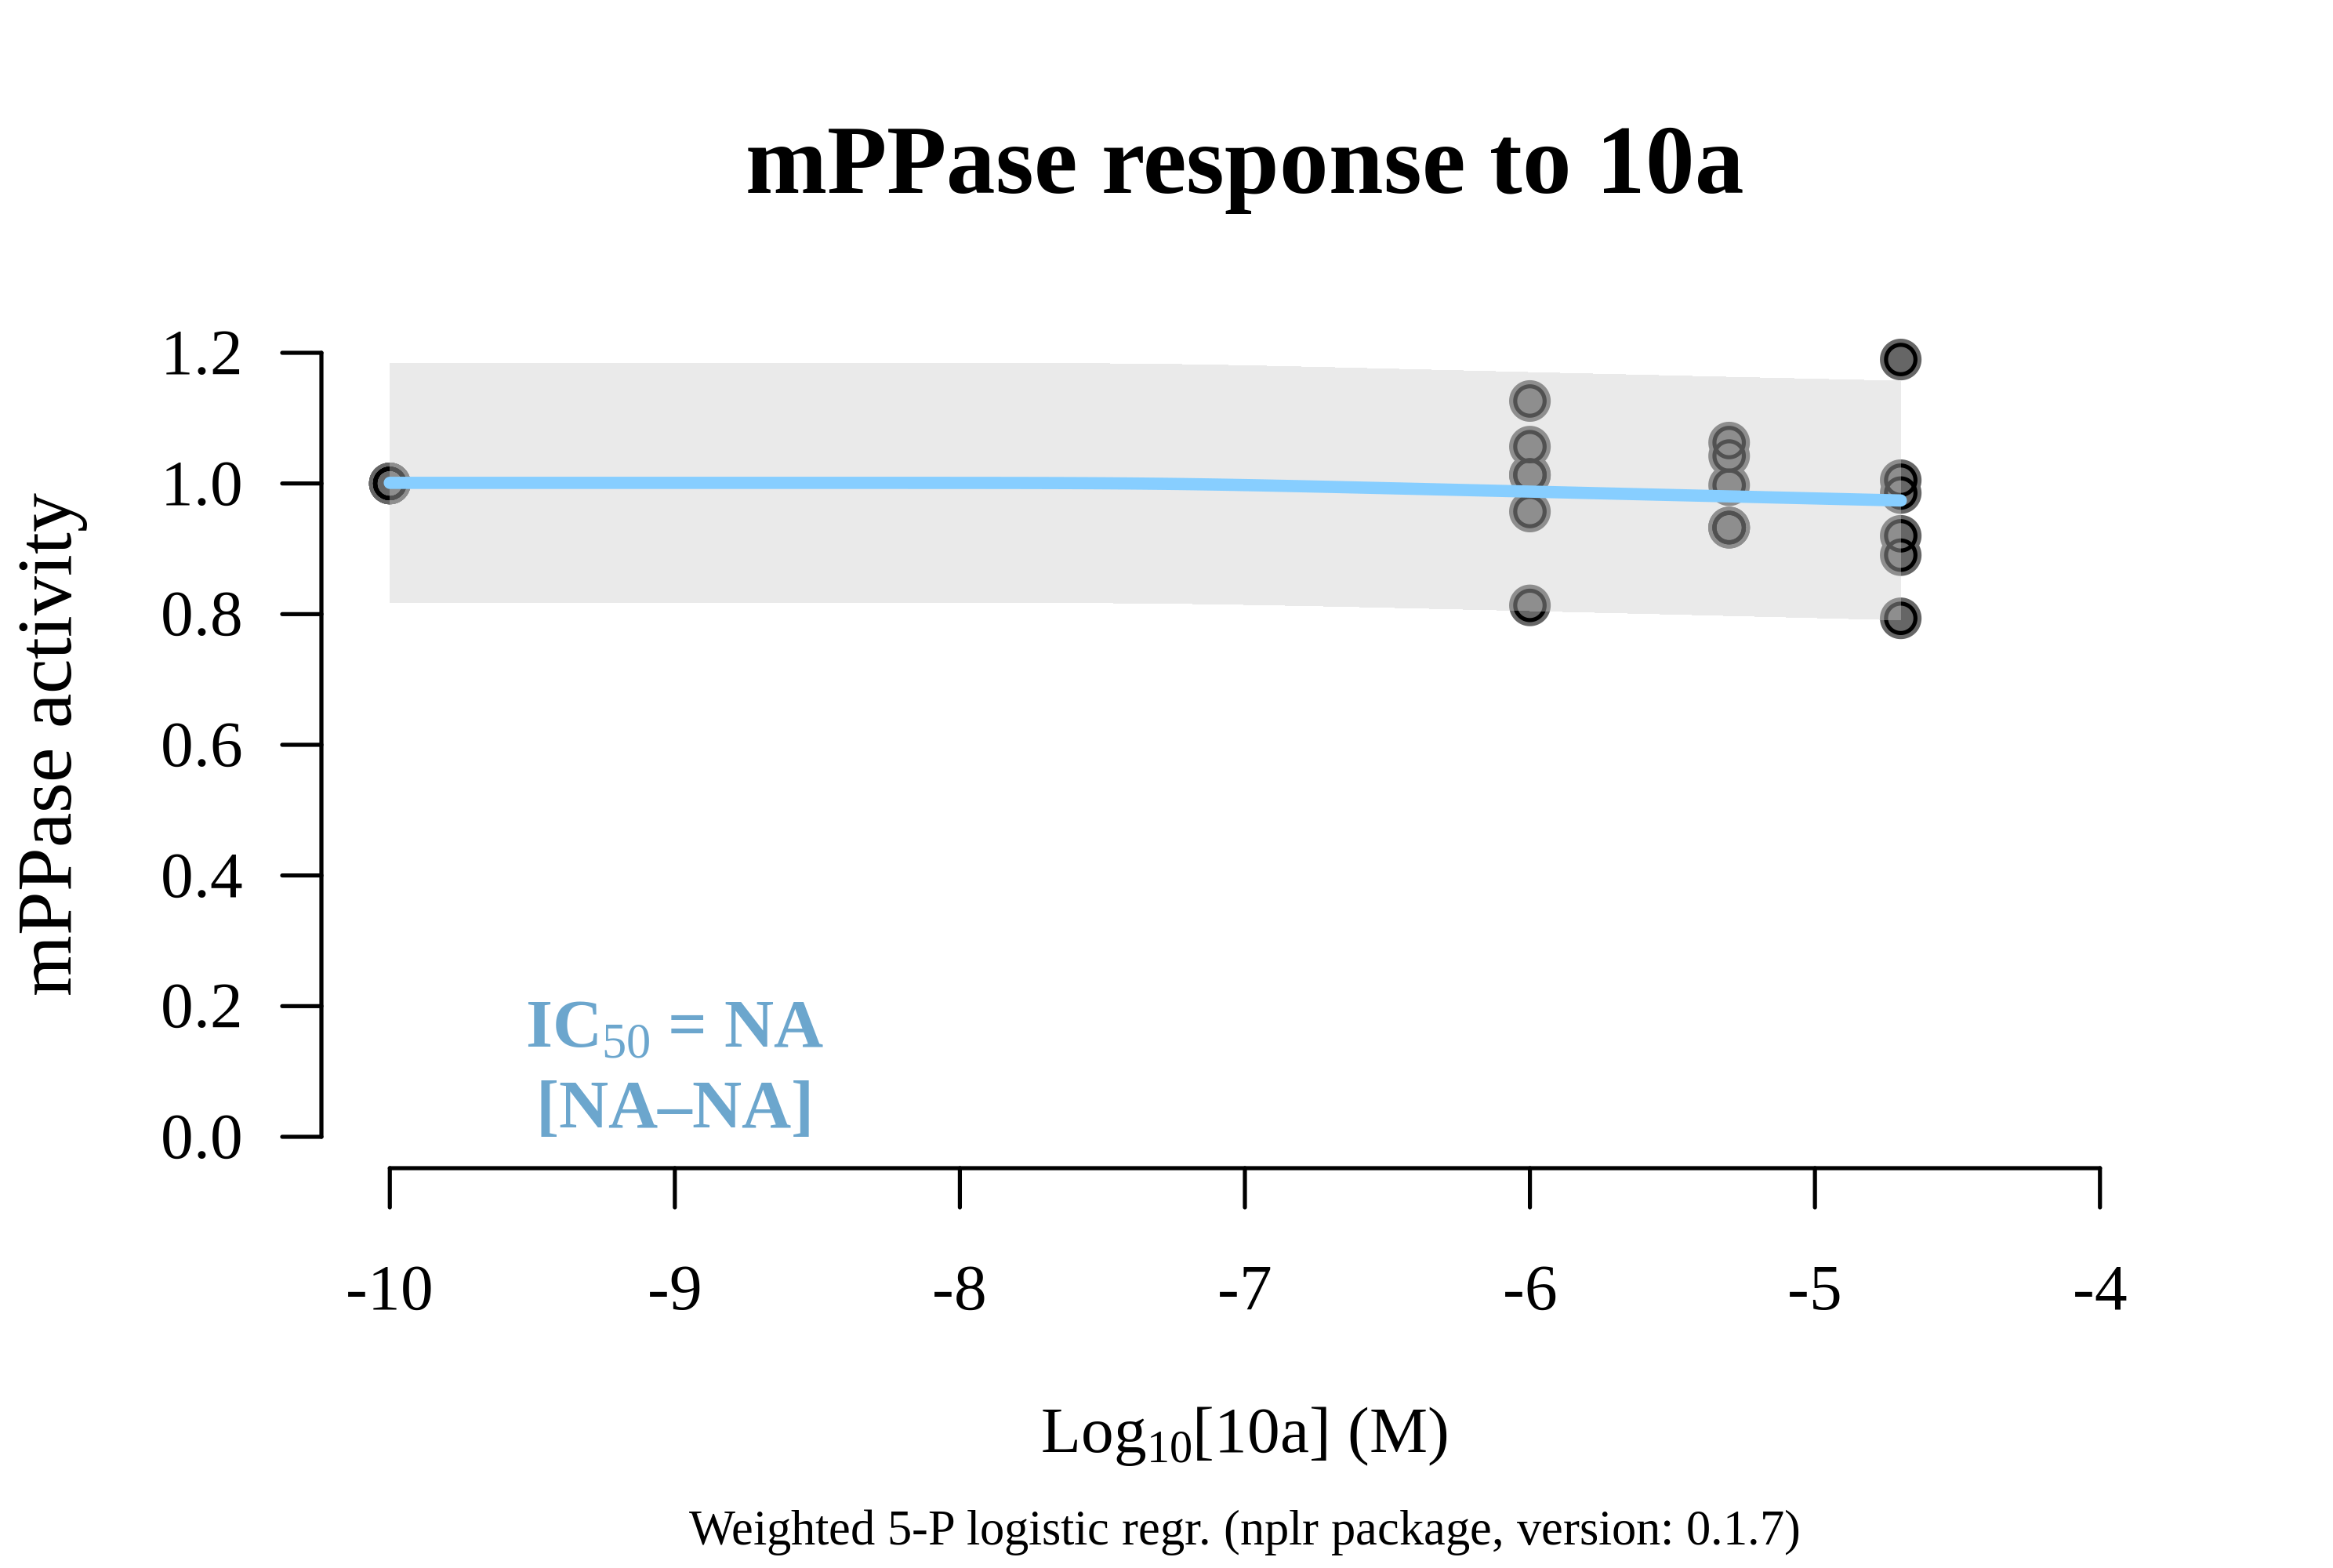 mPPase response to 10a
mPPase activity
1.2
1.0
0.8
0.6
0.4
0.2
0.0
IC50 = NA
[NA–NA]
-10 -9 -8 -7 -6 -5 -4
Log10[10a] (M)
Weighted 5-P logistic regr. (nplr package, version: 0.1.7)